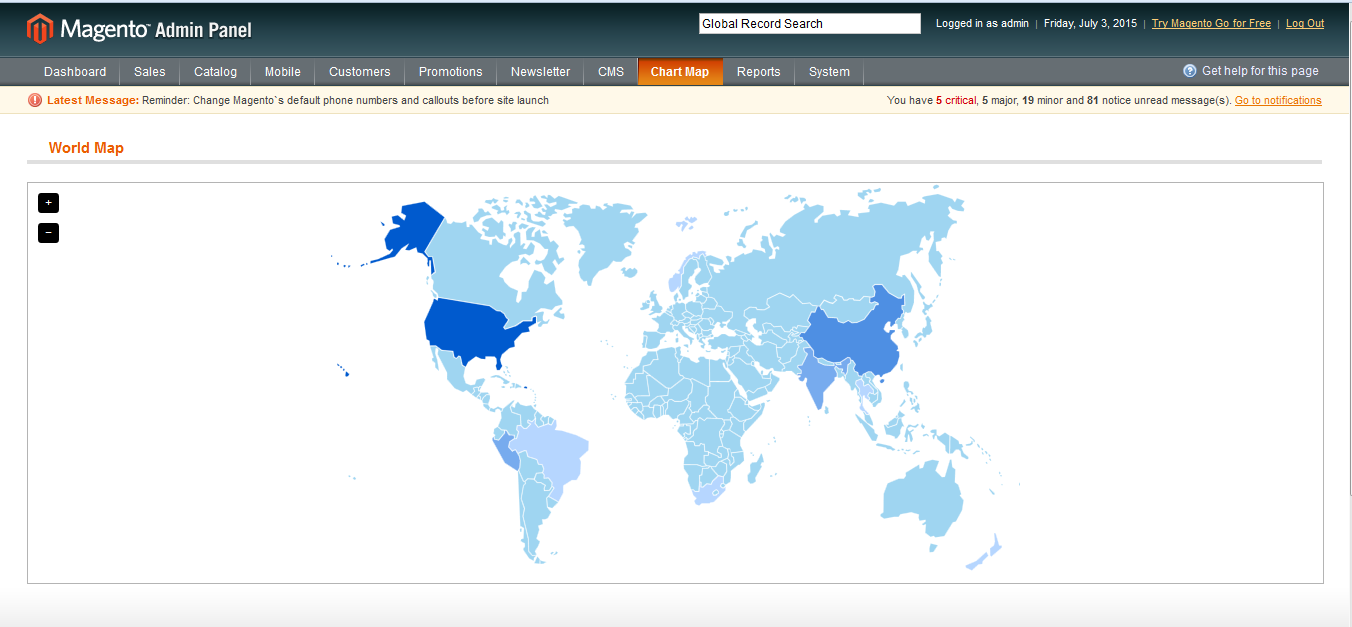 Magento™ Admin Panel
Global Record Search
Logged in as admin | Friday, July 3, 2015 | Try Magento Go for Free | Log Out
Dashboard Sales Catalog Mobile Customers Promotions Newsletter CMS Chart Map Reports System
Get help for this page
Latest Message: Reminder: Change Magento`s default phone numbers and callouts before site launch
You have 5 critical, 5 major, 19 minor and 81 notice unread message(s). Go to notifications
World Map
+
−